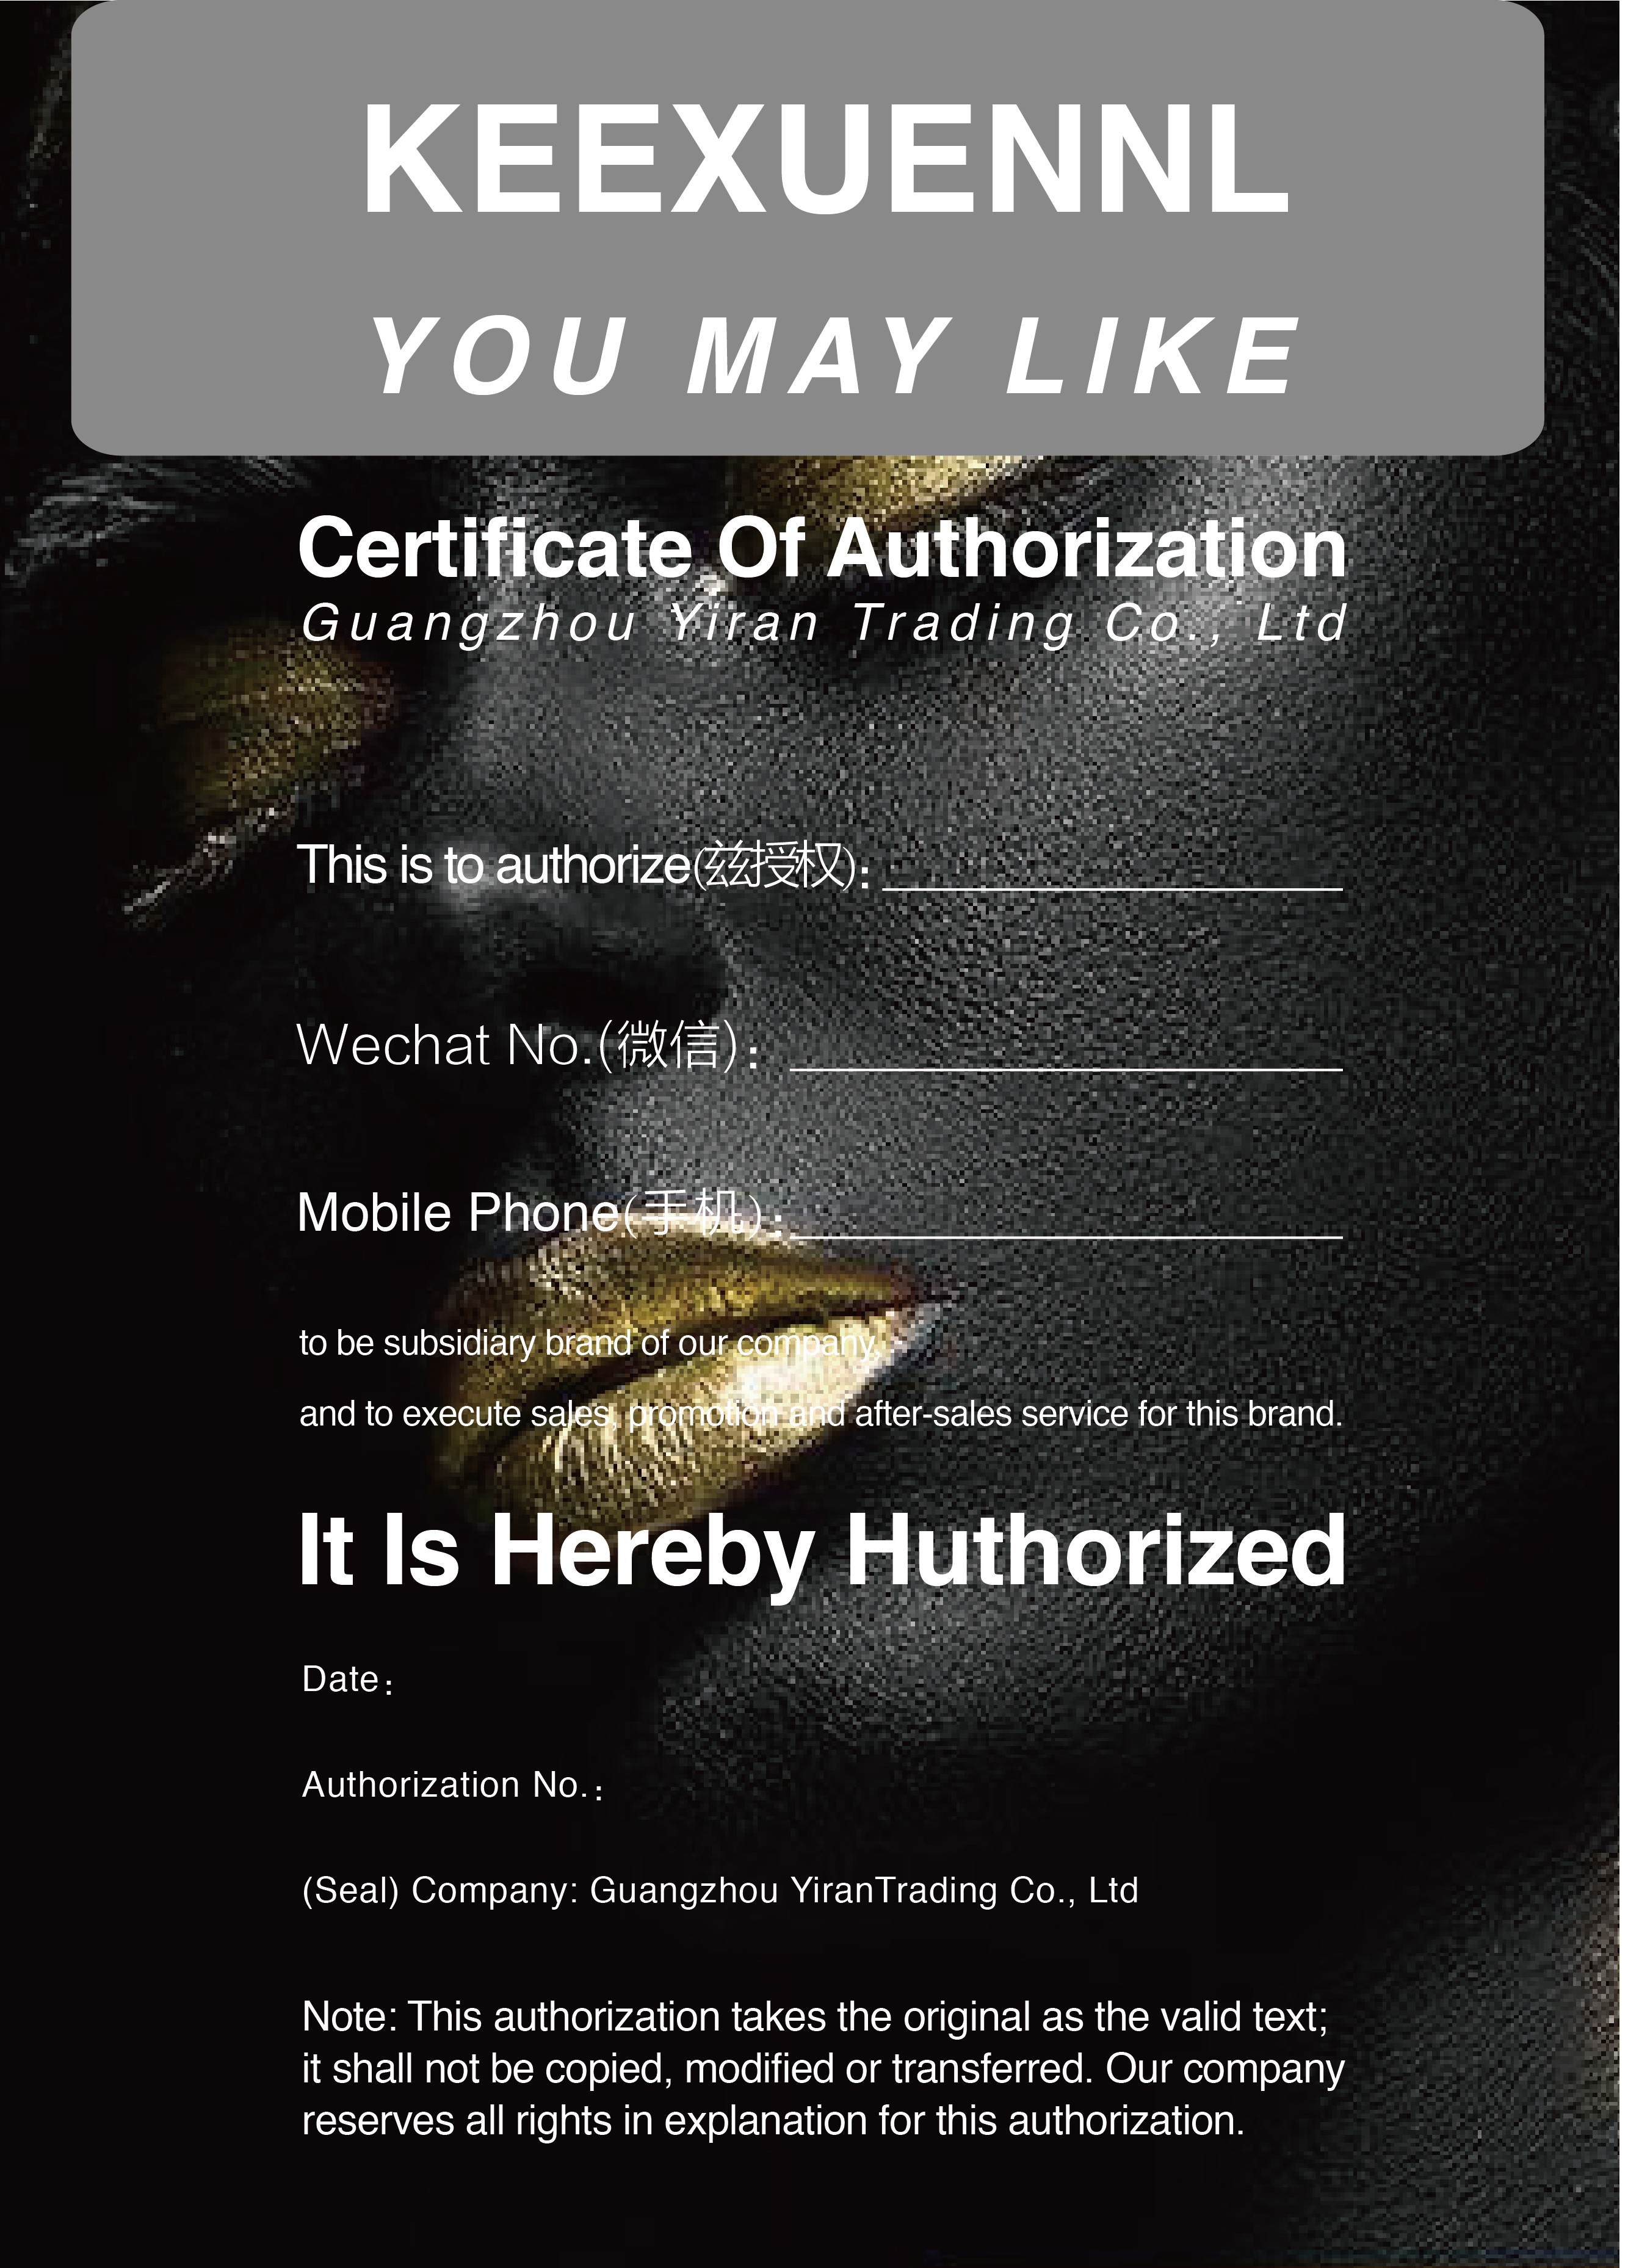 KEEXUENNL
YOU MAY LIKE
Certificate Of Authorization
Guangzhou Yiran Trading Co., Ltd
This is to authorize(兹授权):
Wechat No.(微信):
Mobile Phone(手机):
to be subsidiary brand of our company,
and to execute sales, promotion and after-sales service for this brand.
It Is Hereby Huthorized
Date:
Authorization No.:
(Seal) Company: Guangzhou YiranTrading Co., Ltd
Note: This authorization takes the original as the valid text;
it shall not be copied, modified or transferred. Our company
reserves all rights in explanation for this authorization.